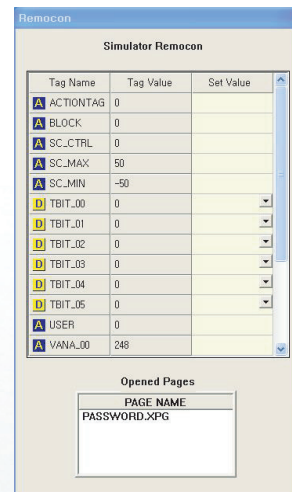 Remocon
Simulator Remocon
Tag Name Tag Value Set Value
A ACTIONTAG 0
A BLOCK 0
A SC_CTRL 0
A SC_MAX 50
A SC_MIN -50
D TBIT_00 0
D TBIT_01 0
D TBIT_02 0
D TBIT_03 0
D TBIT_04 0
D TBIT_05 0
A USER 0
A VANA_00 248
Opened Pages
PAGE NAME
PASSWORD.XPG